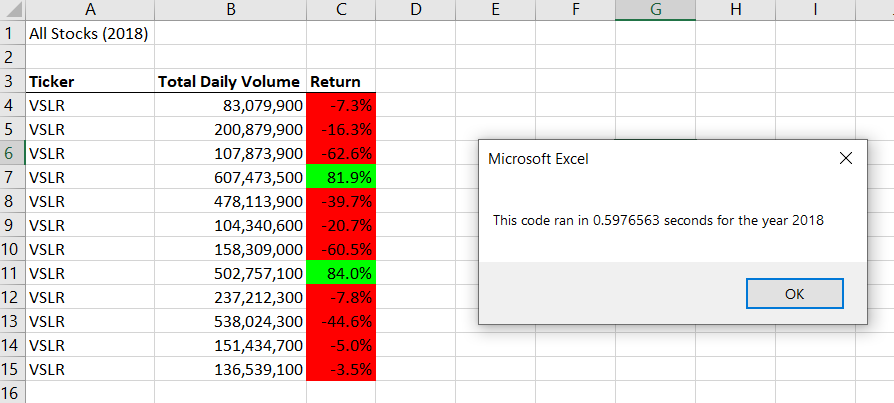 A B C D E F G H I
1 All Stocks (2018)
2
3 Ticker Total Daily Volume Return
4 VSLR 83,079,900 -7.3%
5 VSLR 200,879,900 -16.3%
6 VSLR 107,873,900 -62.6%
7 VSLR 607,473,500 81.9%
8 VSLR 478,113,900 -39.7%
9 VSLR 104,340,600 -20.7%
10 VSLR 158,309,000 -60.5%
11 VSLR 502,757,100 84.0%
12 VSLR 237,212,300 -7.8%
13 VSLR 538,024,300 -44.6%
14 VSLR 151,434,700 -5.0%
15 VSLR 136,539,100 -3.5%
16
Microsoft Excel
This code ran in 0.5976563 seconds for the year 2018
OK